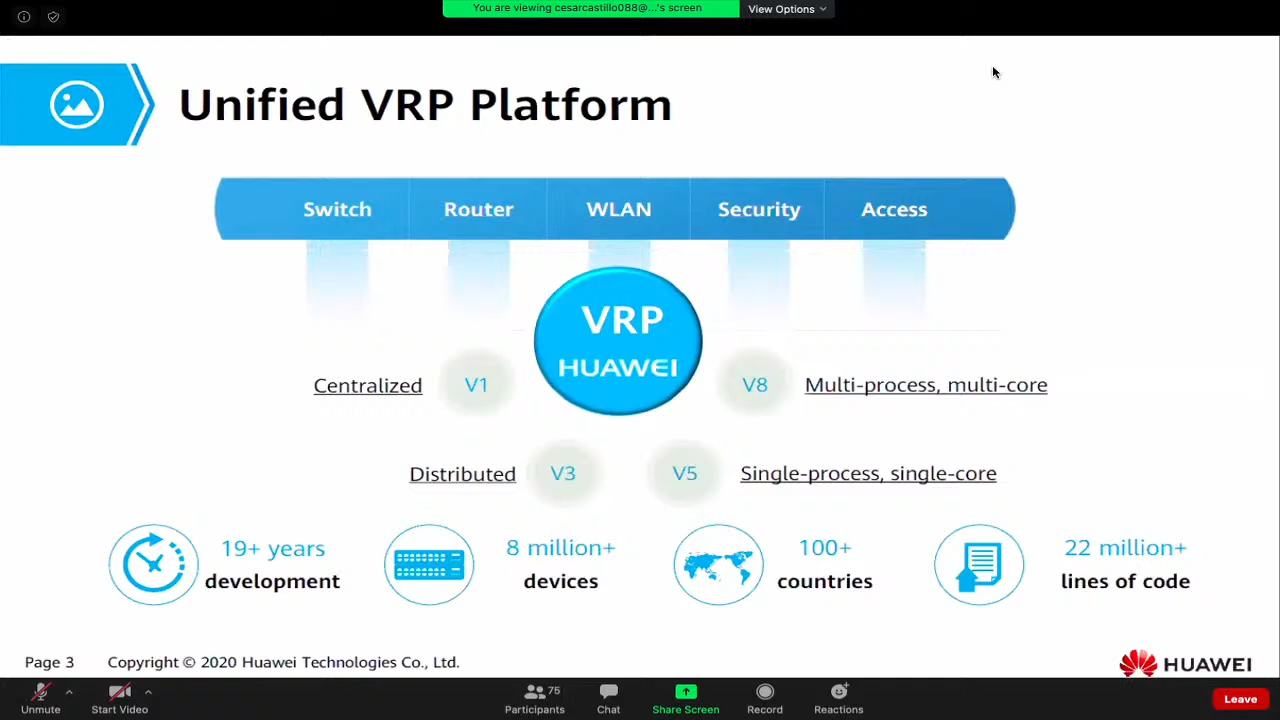 You are viewing cesarcastillo088@...'s screen
View Options
Unified VRP Platform
Switch
Router
WLAN
Security
Access
VRP
HUAWEI
Centralized
V1
V8
Multi-process, multi-core
Distributed
V3
V5
Single-process, single-core
19+ years
development
8 million+
devices
100+
countries
22 million+
lines of code
Page 3
Copyright © 2020 Huawei Technologies Co., Ltd.
HUAWEI
Unmute
Start Video
75
Participants
Chat
Share Screen
Record
Reactions
Leave